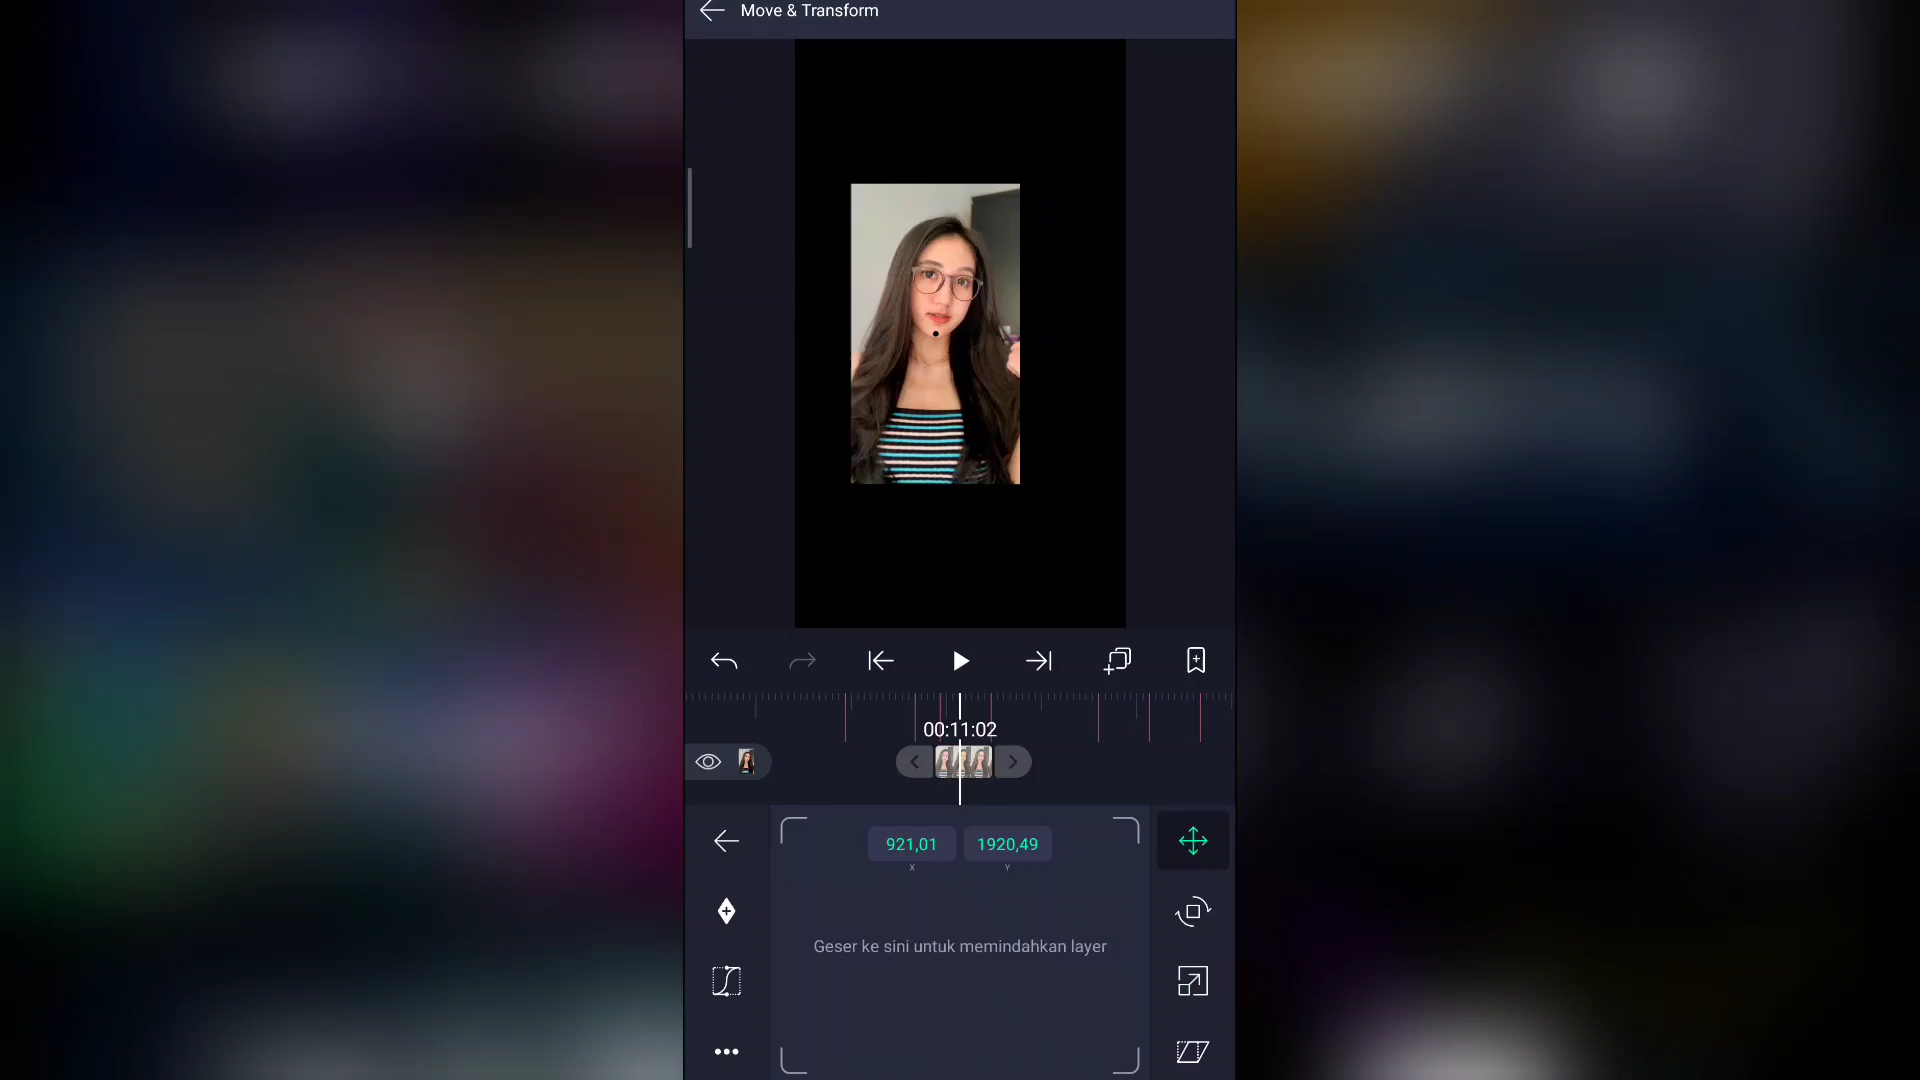 Move & Transform
00:11:02
921,01 1920,49
X Y
Geser ke sini untuk memindahkan layer